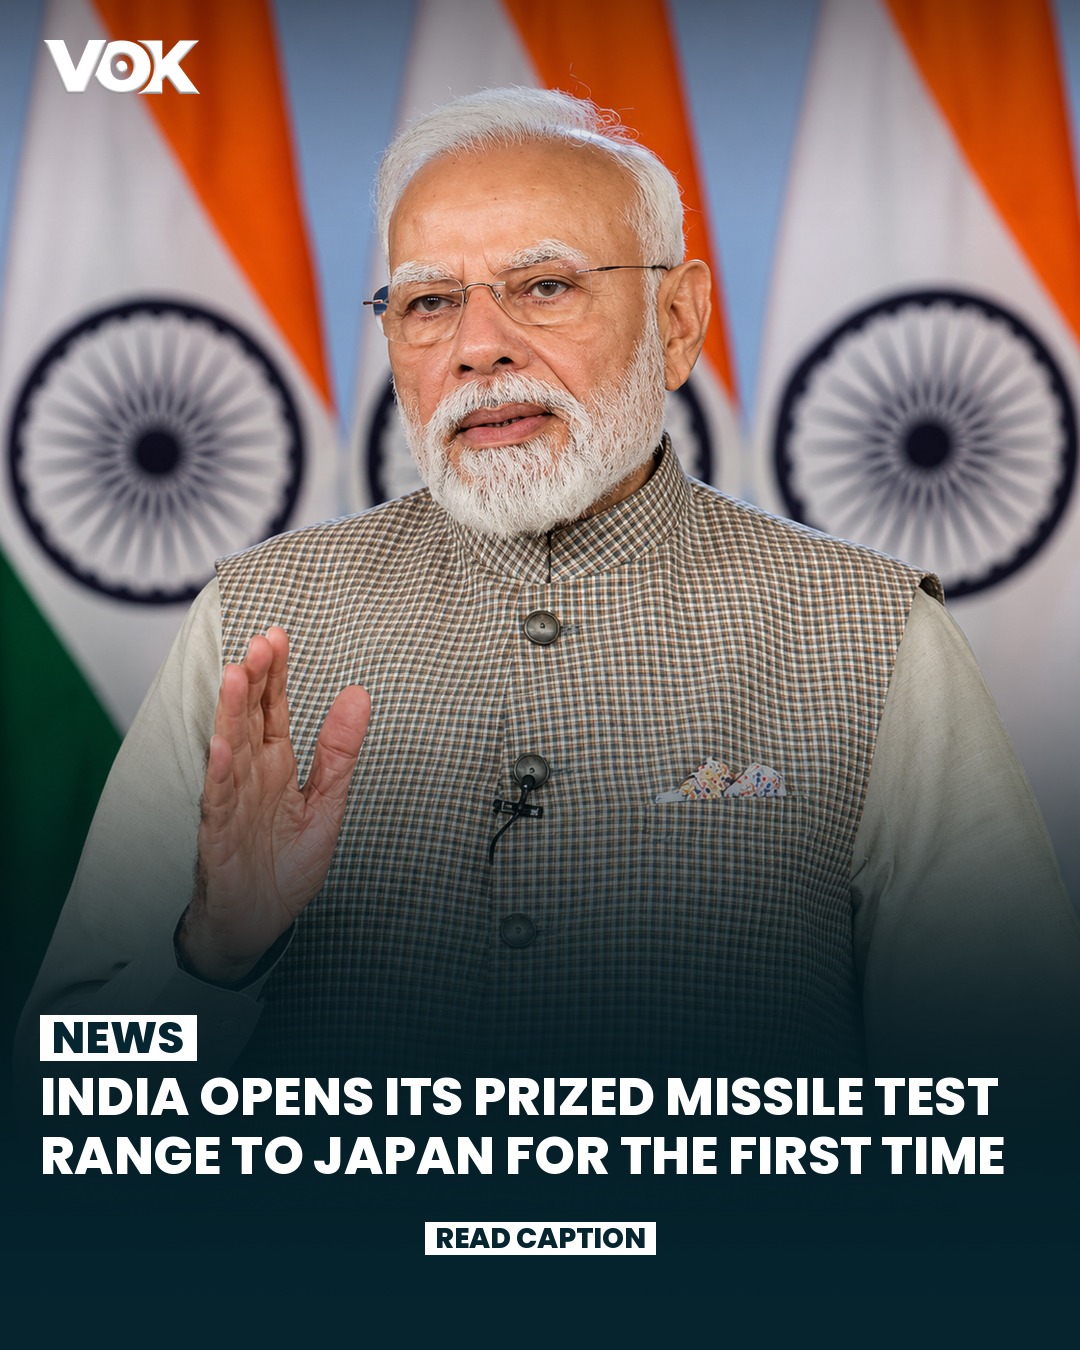 VOK
NEWS
INDIA OPENS ITS PRIZED MISSILE TEST
RANGE TO JAPAN FOR THE FIRST TIME
READ CAPTION